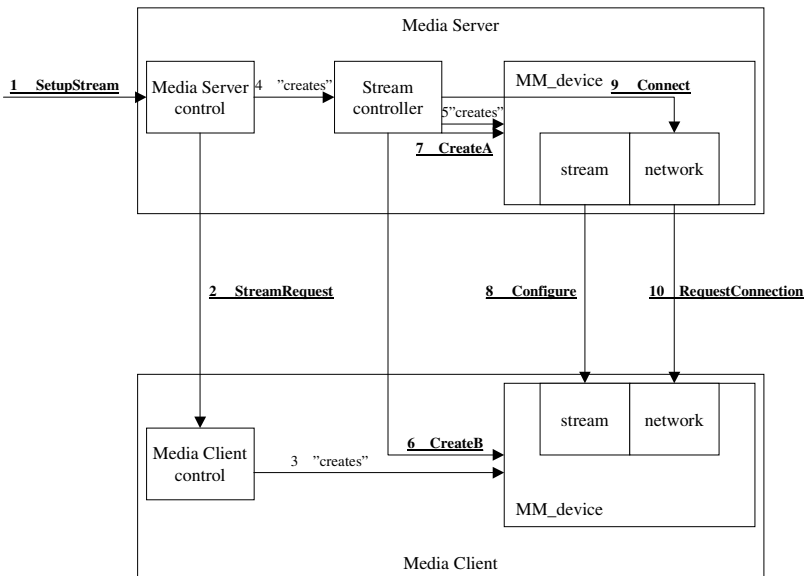 Media Server
1 SetupStream
Media Server
control
4 ”creates”
Stream
controller
MM_device
9 Connect
5”creates”
7 CreateA
stream
network
2 StreamRequest
8 Configure
10 RequestConnection
stream
network
Media Client
control
3 ”creates”
6 CreateB
MM_device
Media Client